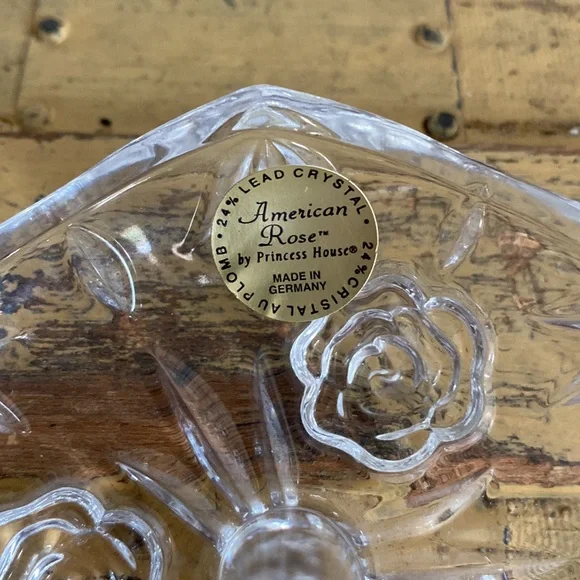 • 24% LEAD CRYSTAL •
American
Rose™
by Princess House®
MADE IN
GERMANY
24% CRISTAL AU PLOMB